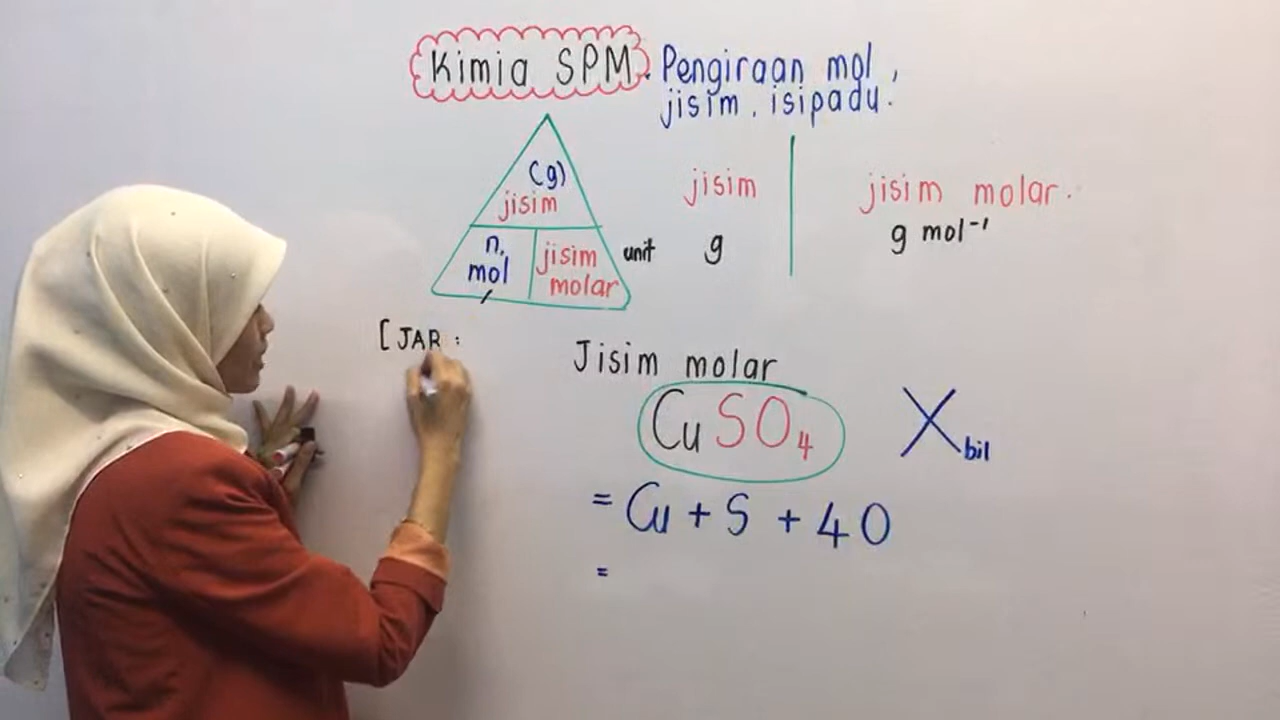 Kimia SPM. Pengiraan mol,
jisim, isipadu.
(g)
jisim
n,
mol
jisim
molar
unit
jisim
g
jisim molar.
g mol⁻¹
[JAR:
Jisim molar
CuSO₄
X bil
= Cu + S + 4O
=